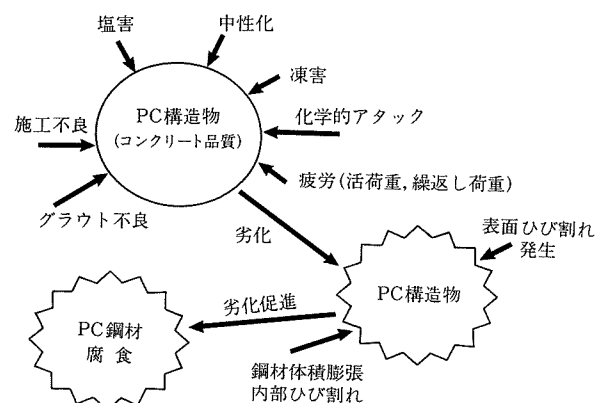 塩害
中性化
凍害
PC構造物
(コンクリート品質)
化学的アタック
施工不良
疲労(活荷重,繰返し荷重)
グラウト不良
劣化
表面ひび割れ
発生
PC構造物
劣化促進
PC鋼材
腐食
鋼材体積膨張
内部ひび割れ